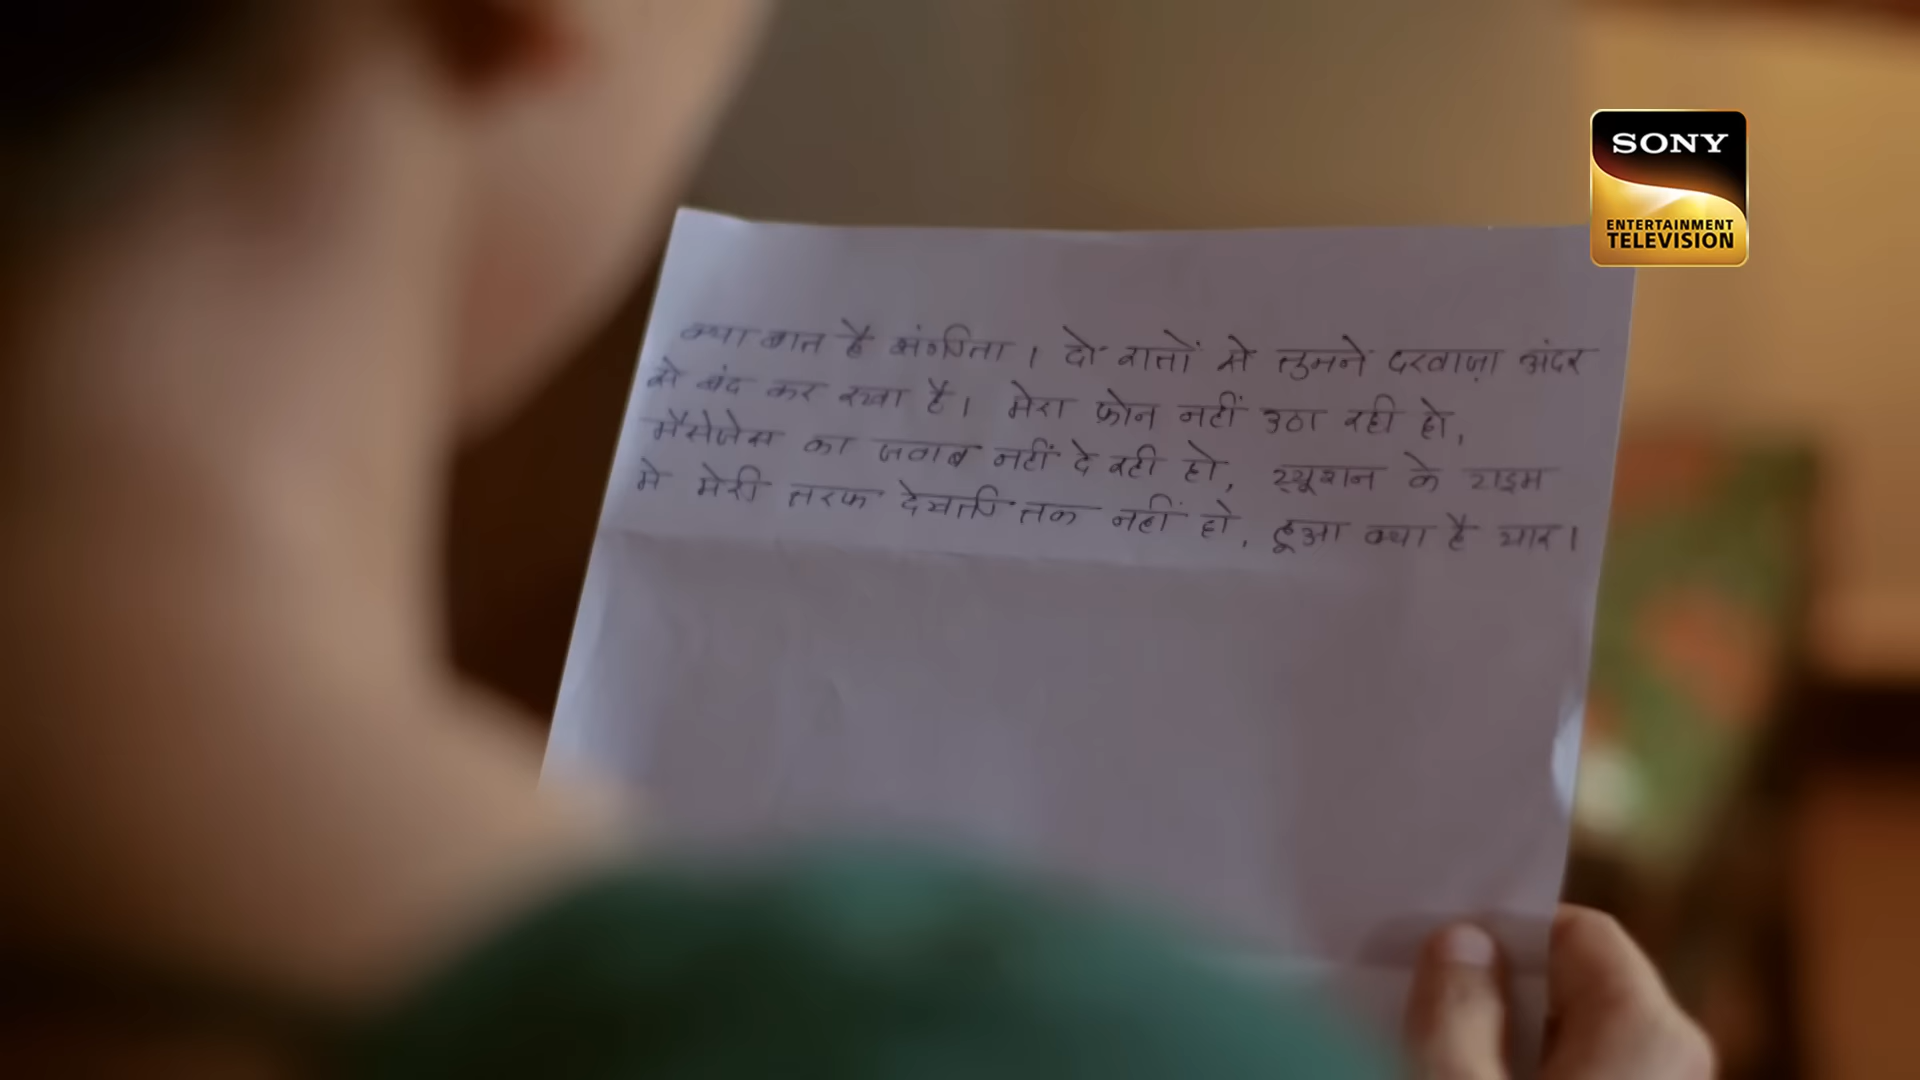 SONY
ENTERTAINMENT
TELEVISION
क्या बात है संगीता । दो रातों से तुमने दरवाज़ा अंदर
से बंद कर रखा है । मेरा फ़ोन नहीं उठा रही हो,
मैसेजेस का जवाब नहीं दे रही हो, ट्यूशन के टाइम
मे मेरी तरफ देखती तक नहीं हो, हुआ क्या है यार ।